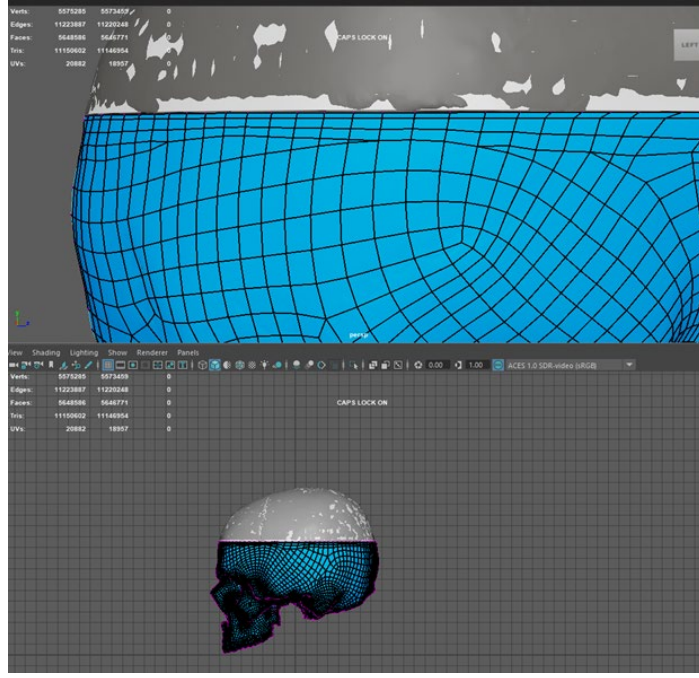 Verts: 5575285 5573459 0
Edges: 11223887 11220248 0
Faces: 5648586 5646771 0
Tris: 11150602 11146954 0
UVs: 20882 18957 0
CAPS LOCK ON
LEFT
persp
View Shading Lighting Show Renderer Panels
0.00 1.00 ACES 1.0 SDR-video (sRGB)
Verts: 5575285 5573459 0
Edges: 11223887 11220248 0
Faces: 5648586 5646771 0
Tris: 11150602 11146954 0
UVs: 20882 18957 0
CAPS LOCK ON